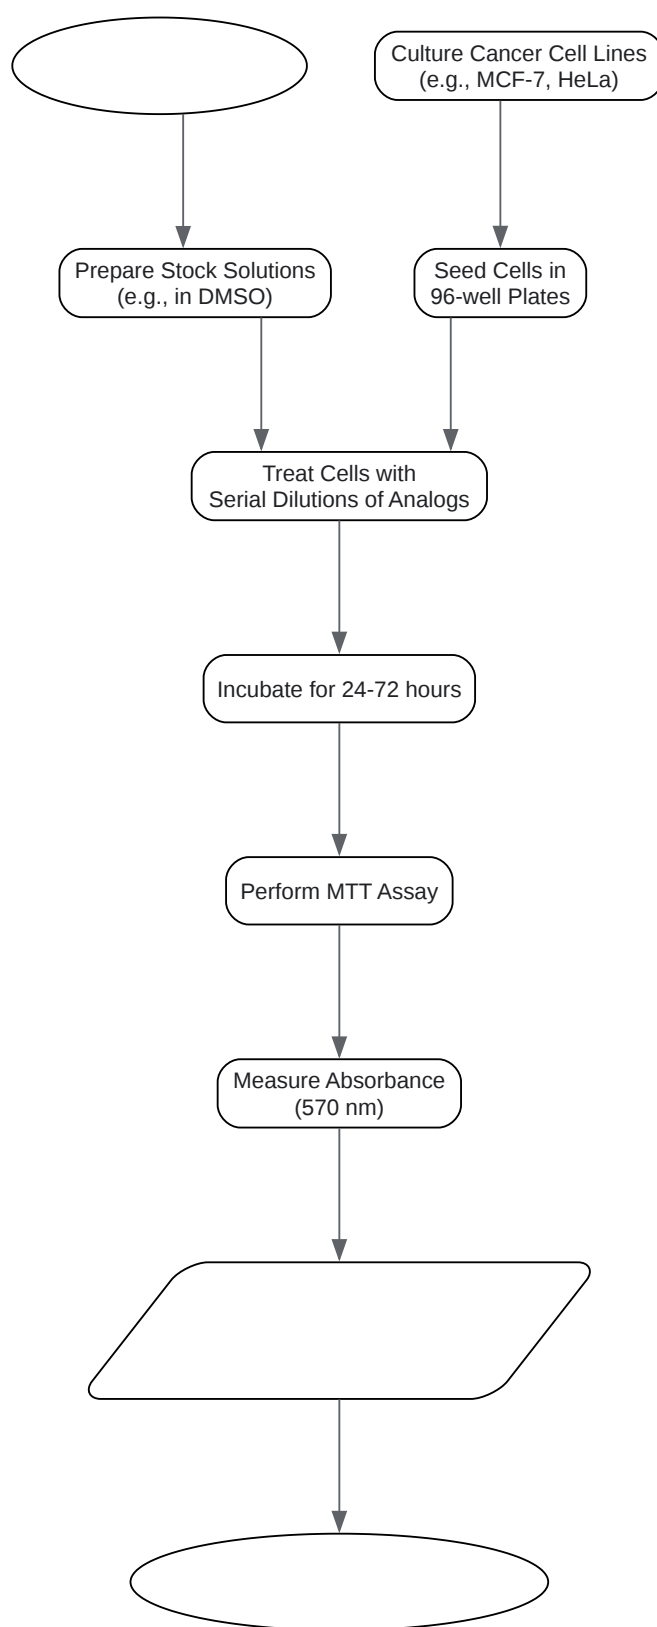 Culture Cancer Cell Lines
(e.g., MCF-7, HeLa)
Prepare Stock Solutions
(e.g., in DMSO)
Seed Cells in
96-well Plates
Treat Cells with
Serial Dilutions of Analogs
Incubate for 24-72 hours
Perform MTT Assay
Measure Absorbance
(570 nm)